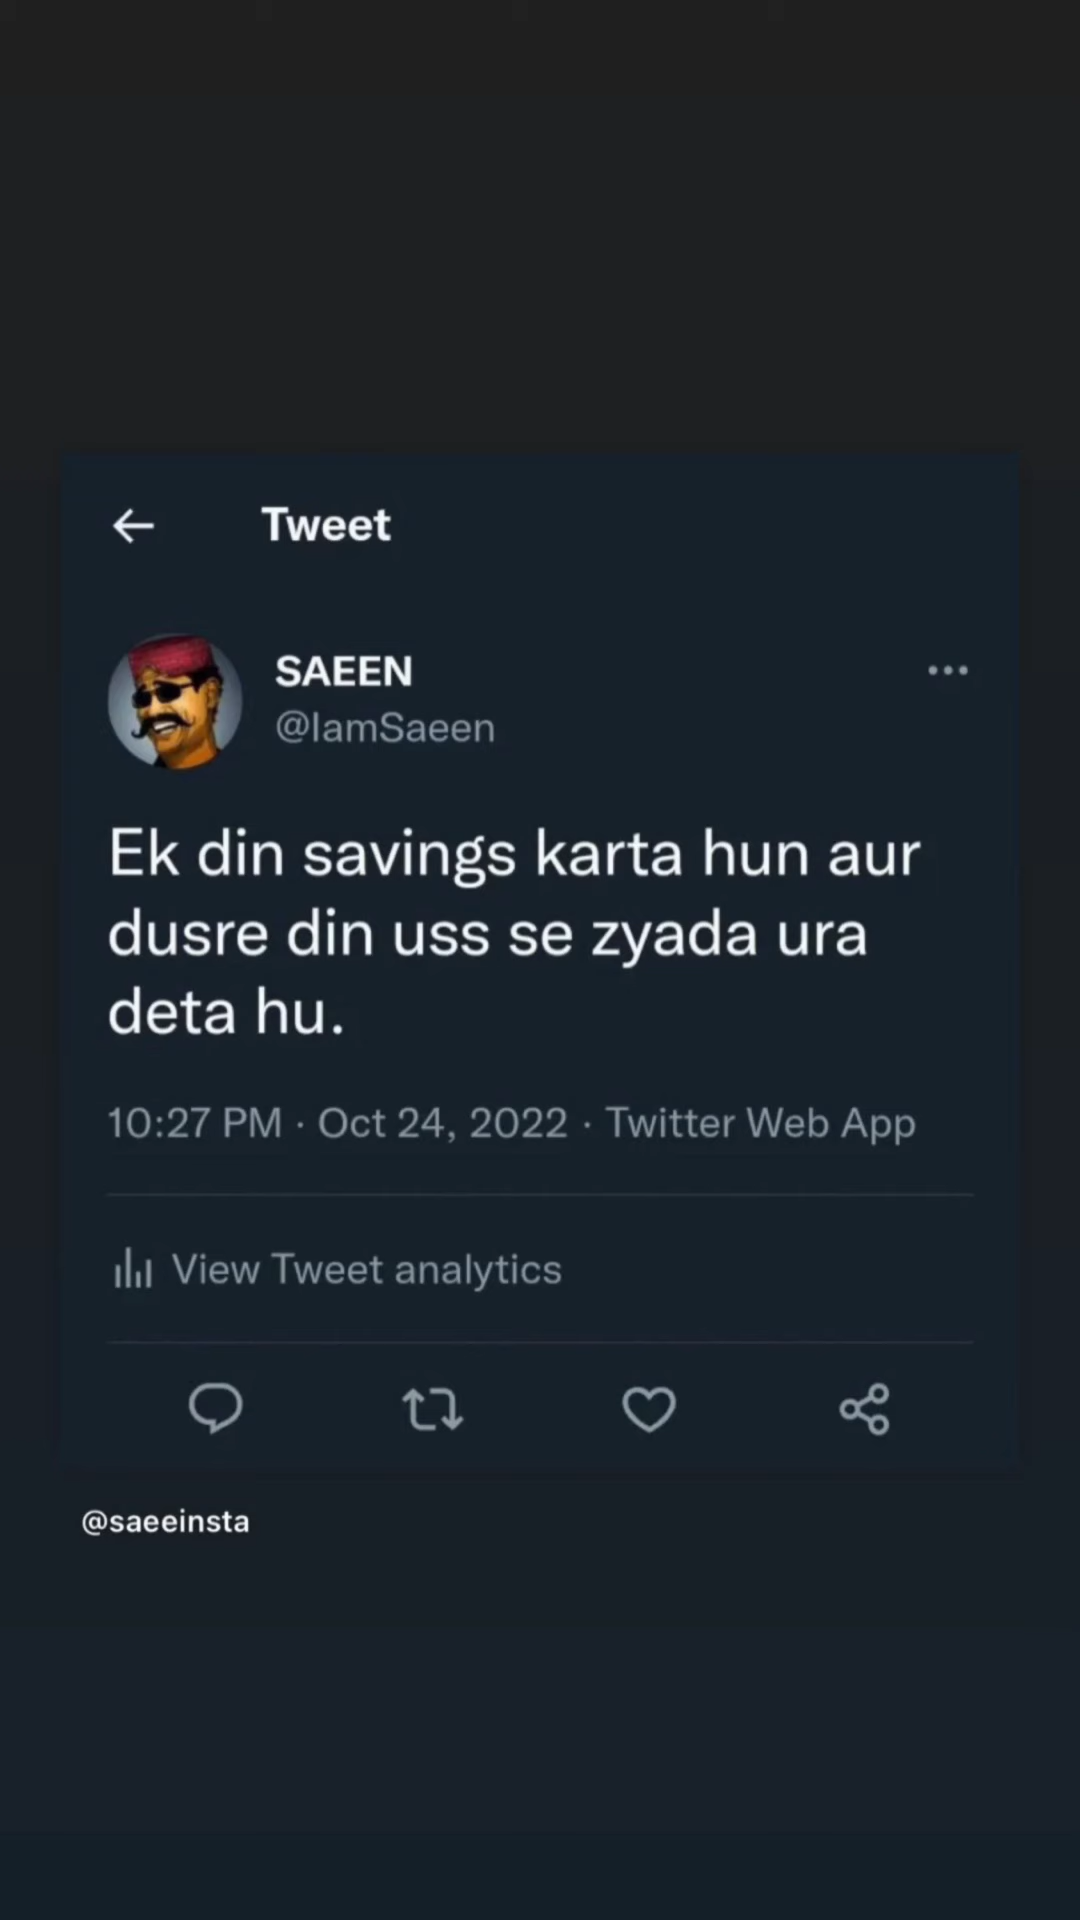 Tweet
SAEEN
@IamSaeen
Ek din savings karta hun aur
dusre din uss se zyada ura
deta hu.
10:27 PM · Oct 24, 2022 · Twitter Web App
View Tweet analytics
@saeeinsta